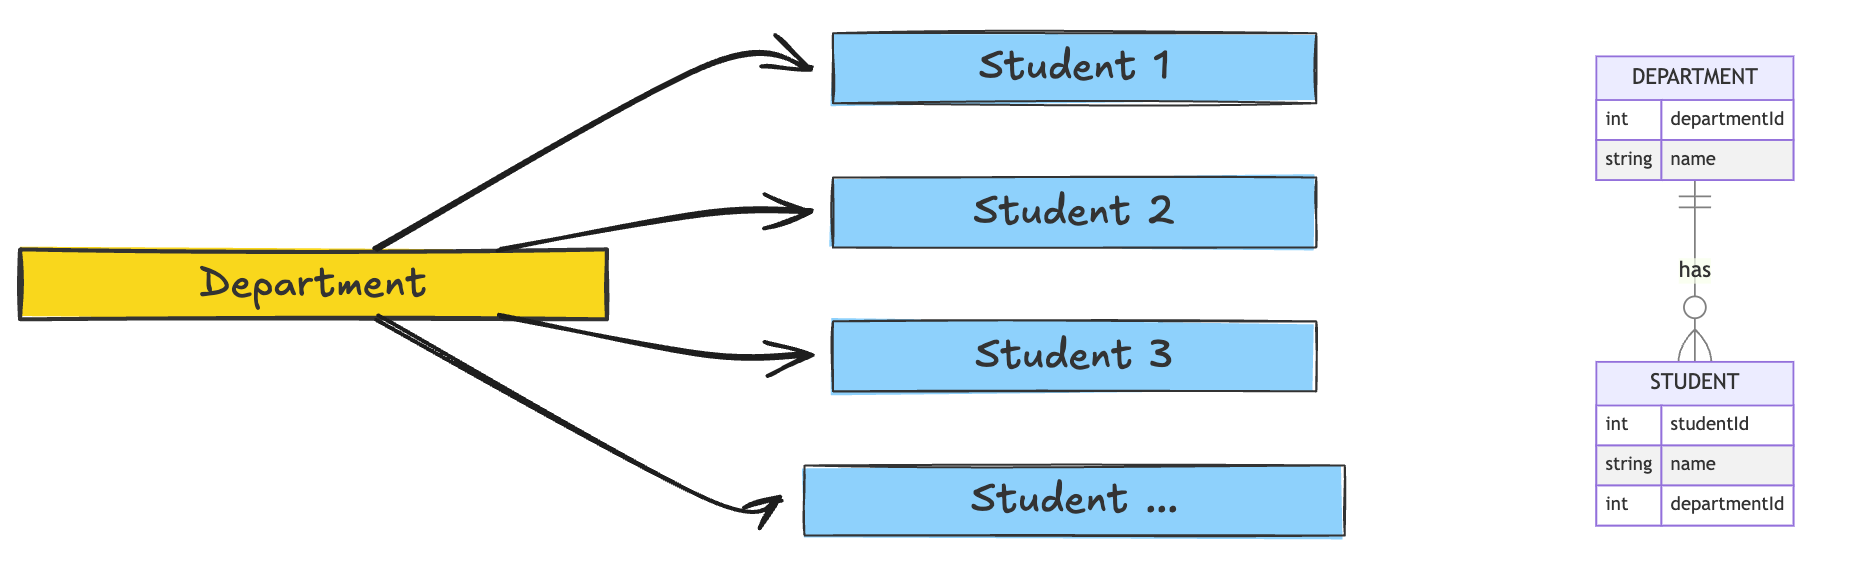 Department
Student 1
Student 2
Student 3
Student ...
DEPARTMENT
int departmentId
string name
has
STUDENT
int studentId
string name
int departmentId